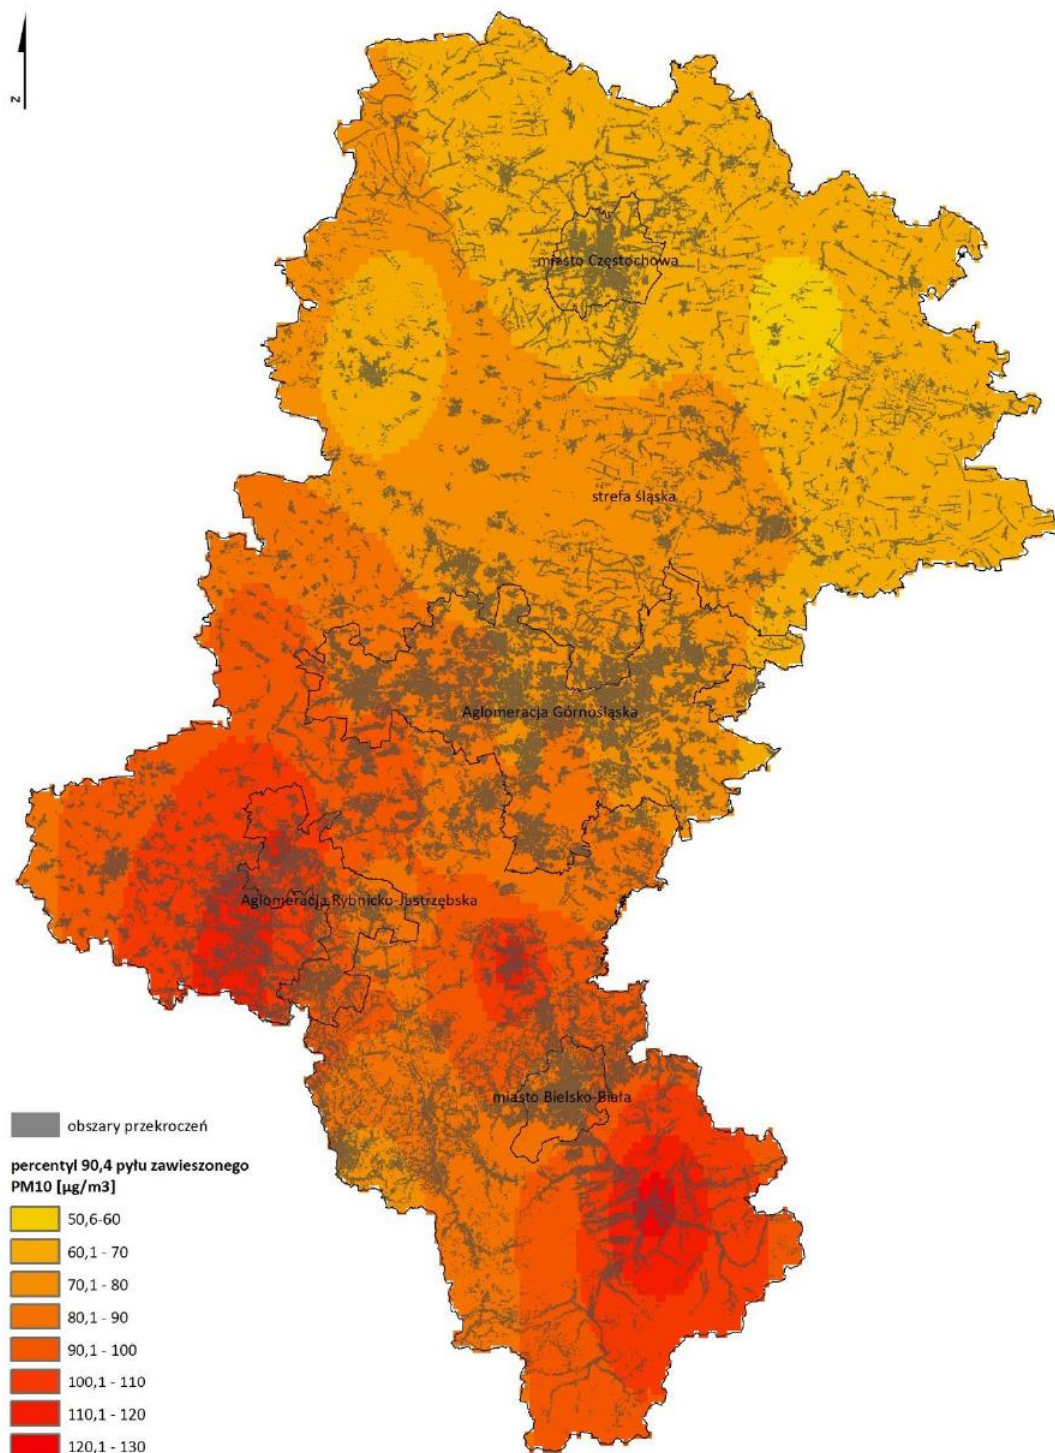 z
miasto Częstochowa
strefa śląska
Aglomeracja Górnośląska
Aglomeracja Rybnicko-Jastrzębska
miasto Bielsko-Biała
obszary przekroczeń
percentyl 90,4 pyłu zawieszonego
PM10 [µg/m3]
50,6-60
60,1 - 70
70,1 - 80
80,1 - 90
90,1 - 100
100,1 - 110
110,1 - 120
120,1 - 130